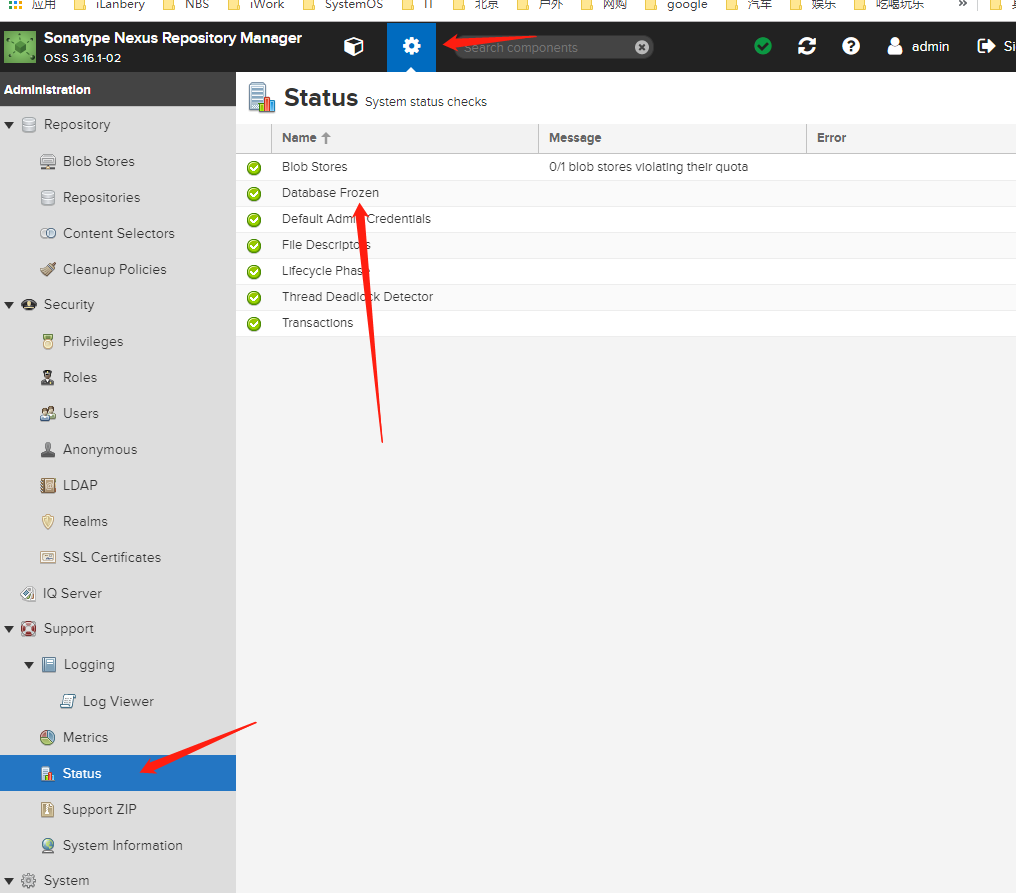 应用 iLanbery NBS iWork SystemOS IT 北京 户外 网购 google 汽车 娱乐 吃喝玩乐 »
Sonatype Nexus Repository Manager
OSS 3.16.1-02
Search components
admin
Si
Administration
Repository
Blob Stores
Repositories
Content Selectors
Cleanup Policies
Security
Privileges
Roles
Users
Anonymous
LDAP
Realms
SSL Certificates
IQ Server
Support
Logging
Log Viewer
Metrics
Status
Support ZIP
System Information
System
Status System status checks
Name Message Error
Blob Stores 0/1 blob stores violating their quota
Database Frozen
Default Admin Credentials
File Descriptors
Lifecycle Phase
Thread Deadlock Detector
Transactions